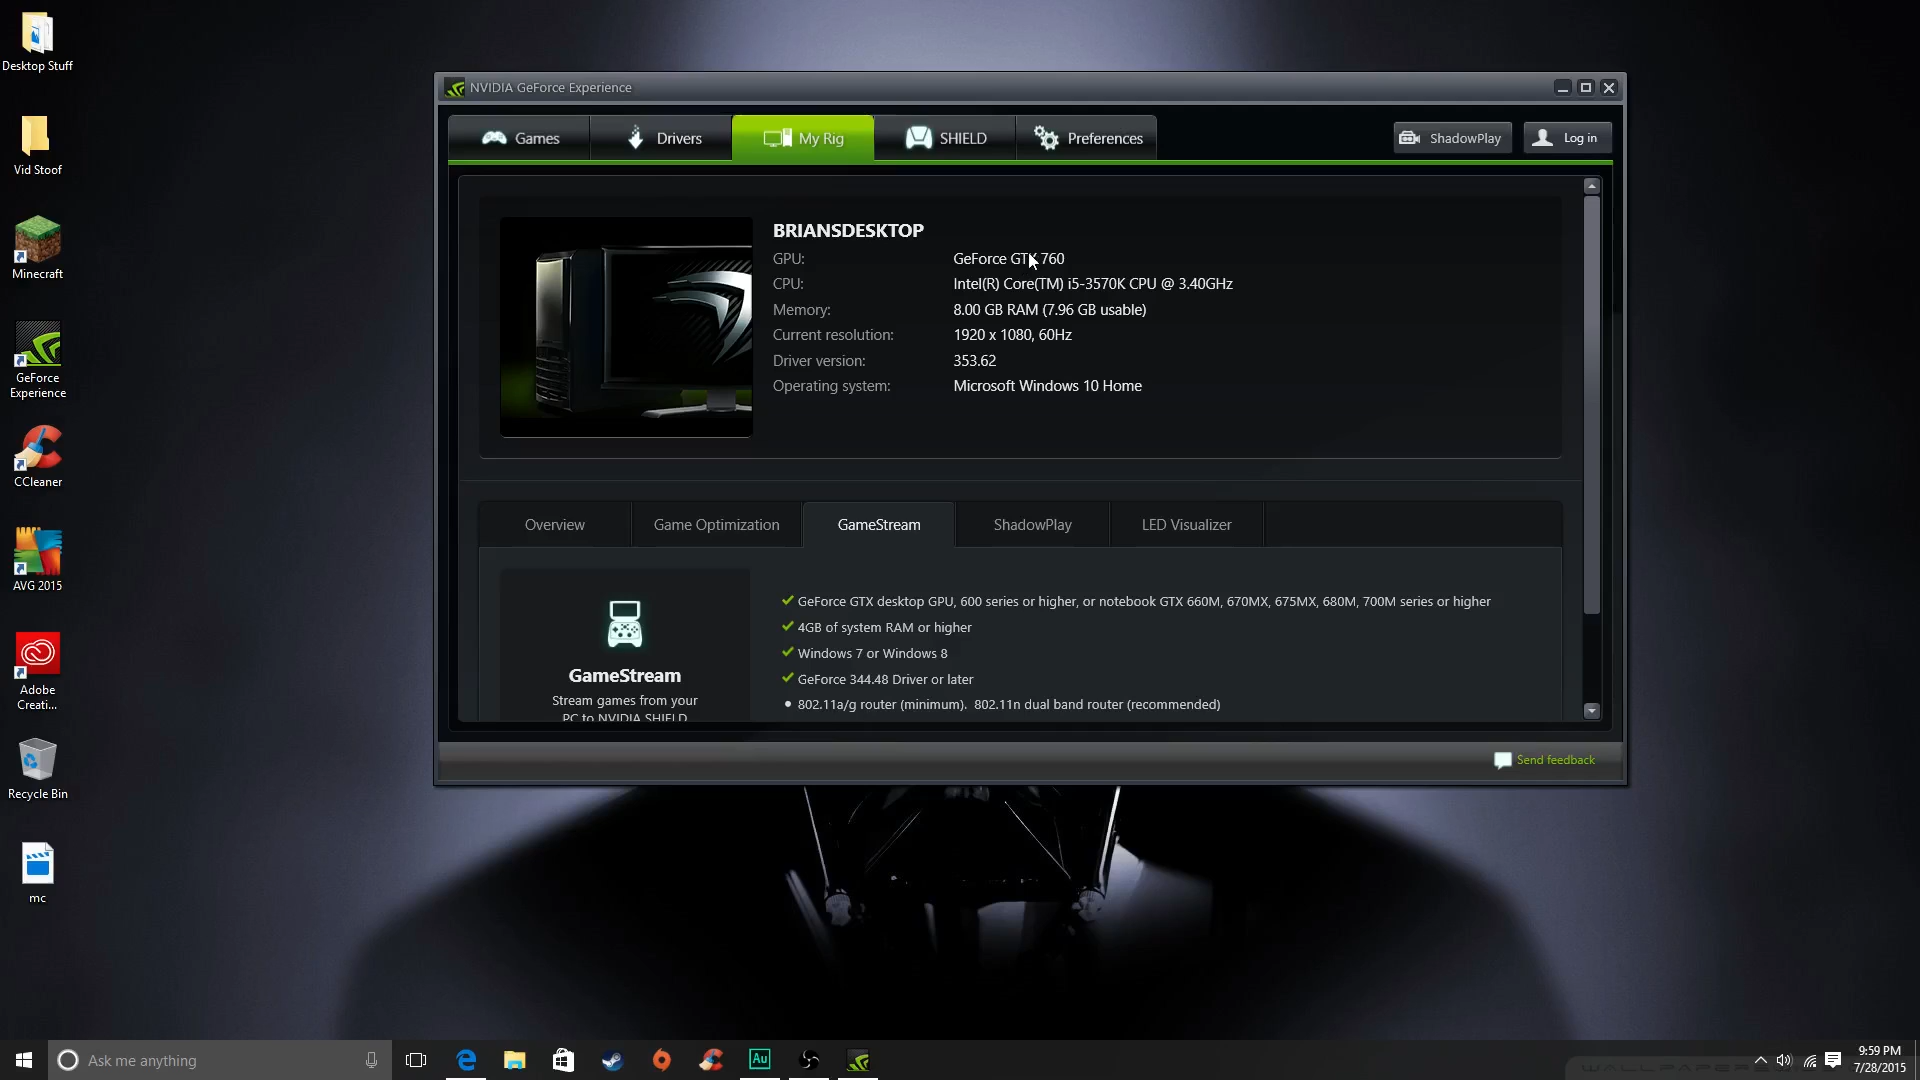 Desktop Stuff
Vid Stoof
Minecraft
GeForce
Experience
CCleaner
AVG 2015
Adobe
Creati...
Recycle Bin
mc
NVIDIA GeForce Experience
Games
Drivers
My Rig
SHIELD
Preferences
ShadowPlay
Log in
BRIANSDESKTOP
GPU: GeForce GTX 760
CPU: Intel(R) Core(TM) i5-3570K CPU @ 3.40GHz
Memory: 8.00 GB RAM (7.96 GB usable)
Current resolution: 1920 x 1080, 60Hz
Driver version: 353.62
Operating system: Microsoft Windows 10 Home
Overview
Game Optimization
GameStream
ShadowPlay
LED Visualizer
GameStream
Stream games from your
PC to NVIDIA SHIELD
GeForce GTX desktop GPU, 600 series or higher, or notebook GTX 660M, 670MX, 675MX, 680M, 700M series or higher
4GB of system RAM or higher
Windows 7 or Windows 8
GeForce 344.48 Driver or later
802.11a/g router (minimum). 802.11n dual band router (recommended)
Send feedback
Ask me anything
Au
9:59 PM
7/28/2015